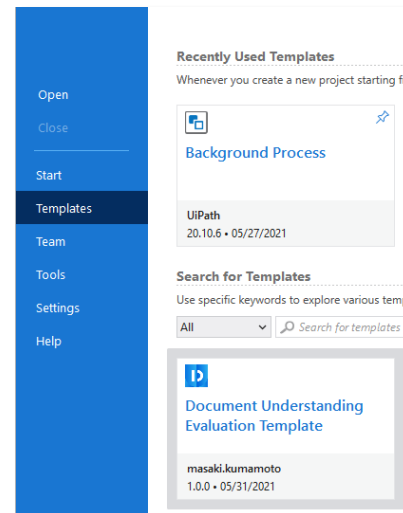 Open
Close
Start
Templates
Team
Tools
Settings
Help
Recently Used Templates
Whenever you create a new project starting f
Background Process
UiPath
20.10.6 • 05/27/2021
Search for Templates
Use specific keywords to explore various tem
All
Search for templates
Document Understanding
Evaluation Template
masaki.kumamoto
1.0.0 • 05/31/2021